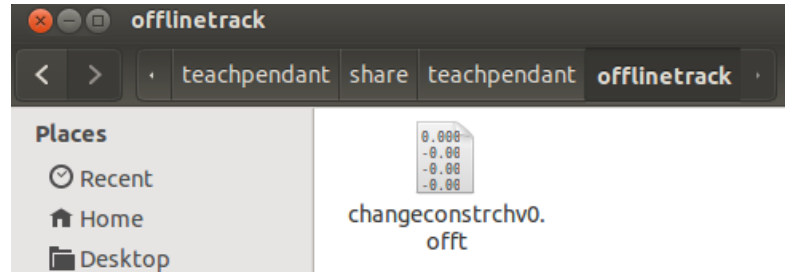 offlinetrack
teachpendant share teachpendant offlinetrack
Places
Recent
Home
Desktop
0.000
-0.00
-0.00
-0.00
changeconstrchv0.
offt